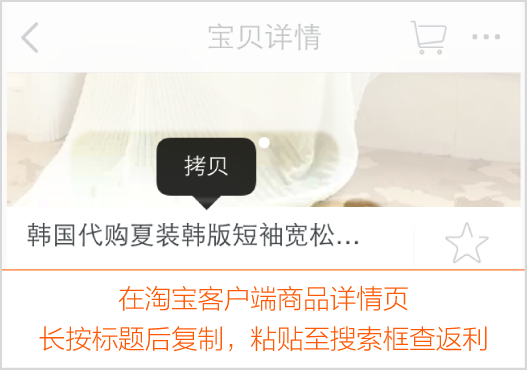 宝贝详情
拷贝
韩国代购夏装韩版短袖宽松...
在淘宝客户端商品详情页
长按标题后复制，粘贴至搜索框查返利